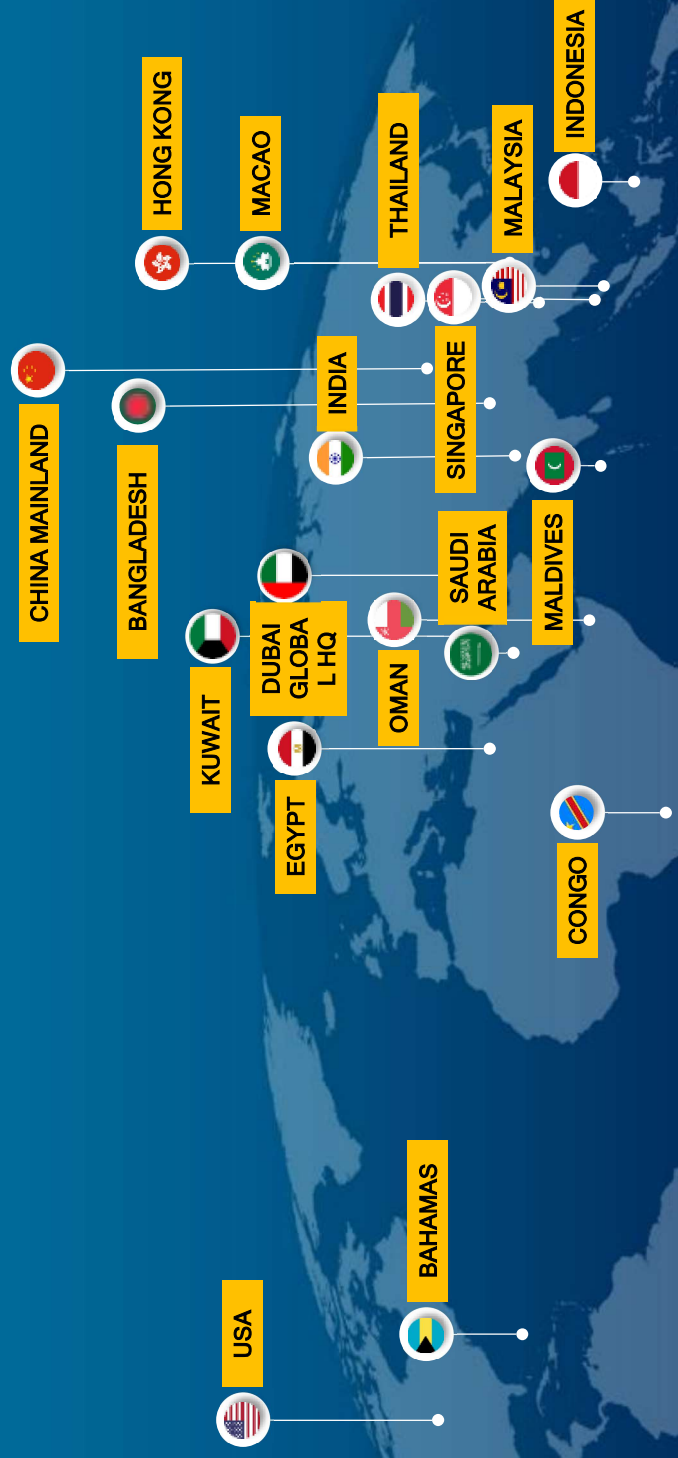 USA
BAHAMAS
CONGO
EGYPT
KUWAIT
DUBAI
GLOBA
L HQ
OMAN
SAUDI
ARABIA
MALDIVES
CHINA MAINLAND
BANGLADESH
INDIA
SINGAPORE
HONG KONG
MACAO
THAILAND
MALAYSIA
INDONESIA